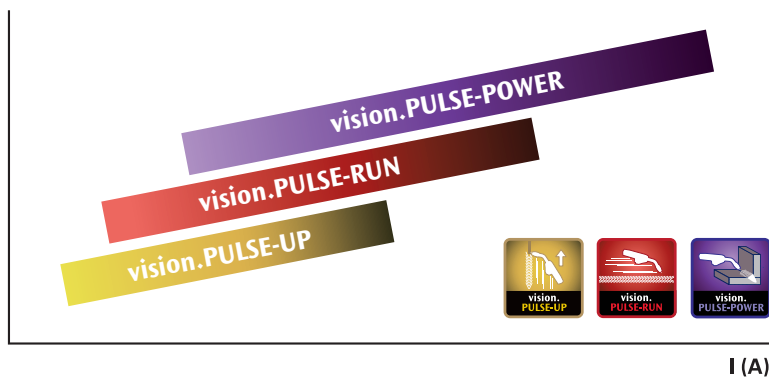 vision.PULSE-POWER
vision.PULSE-RUN
vision.PULSE-UP
vision.
PULSE-UP
vision.
PULSE-RUN
vision.
PULSE-POWER
I (A)